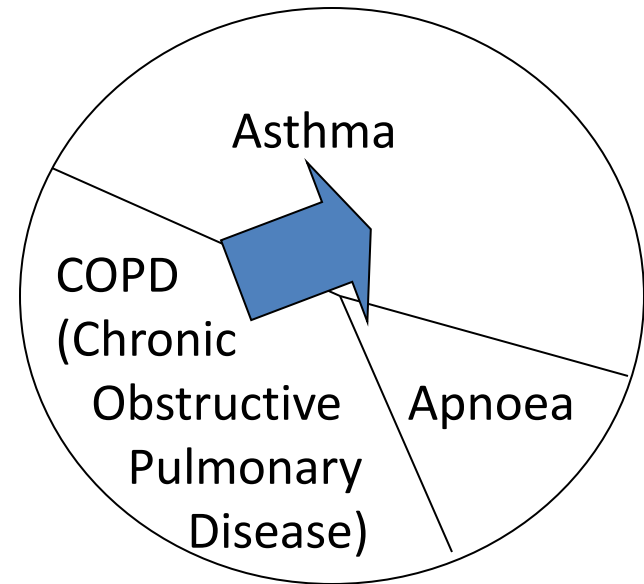 Asthma
COPD
(Chronic
Obstructive
Pulmonary
Disease)
Apnoea